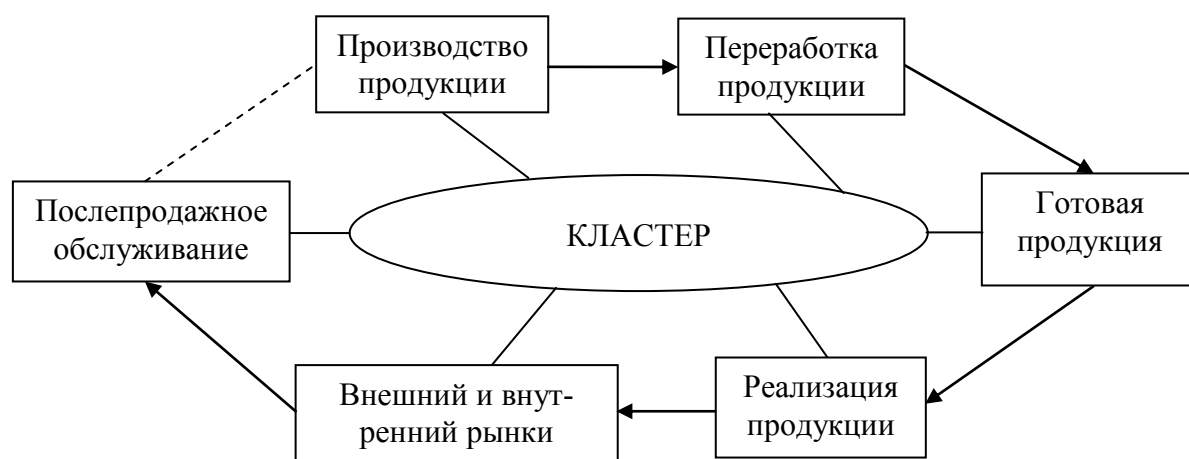 Производство
продукции
Переработка
продукции
Послепродажное
обслуживание
КЛАСТЕР
Готовая
продукция
Внешний и внут-
ренний рынки
Реализация
продукции